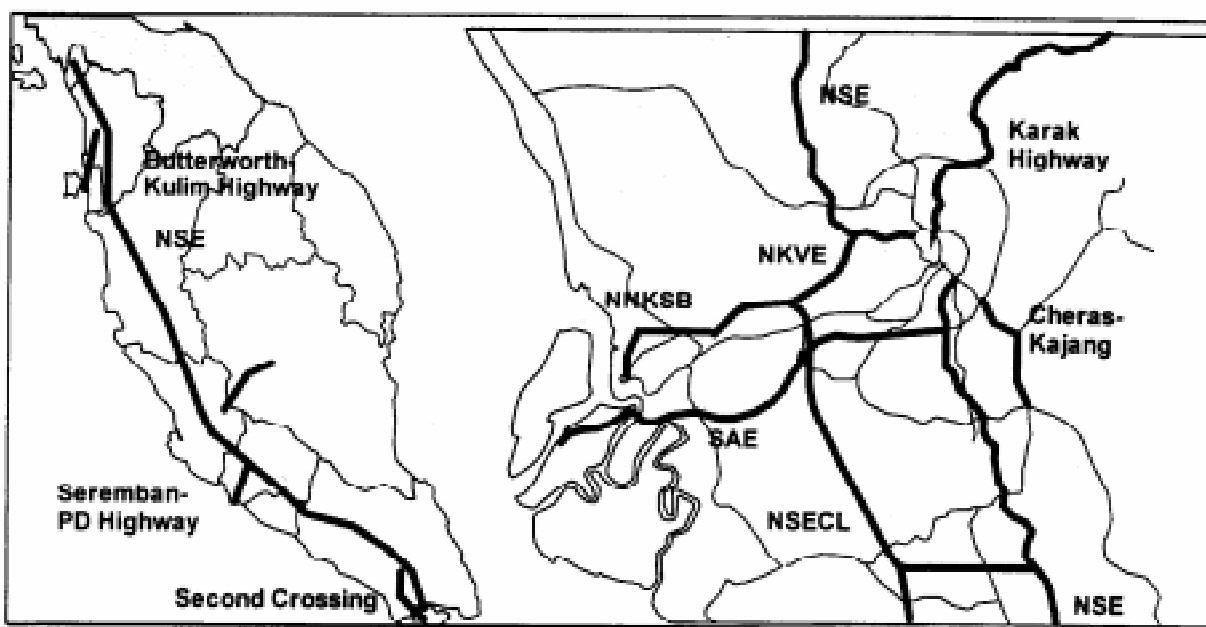 Butterworth-
Kulim Highway
NSE
Seremban-
PD Highway
Second Crossing
NSE
Karak
Highway
NKVE
NNKSB
Cheras-
Kajang
SAE
NSECL
NSE